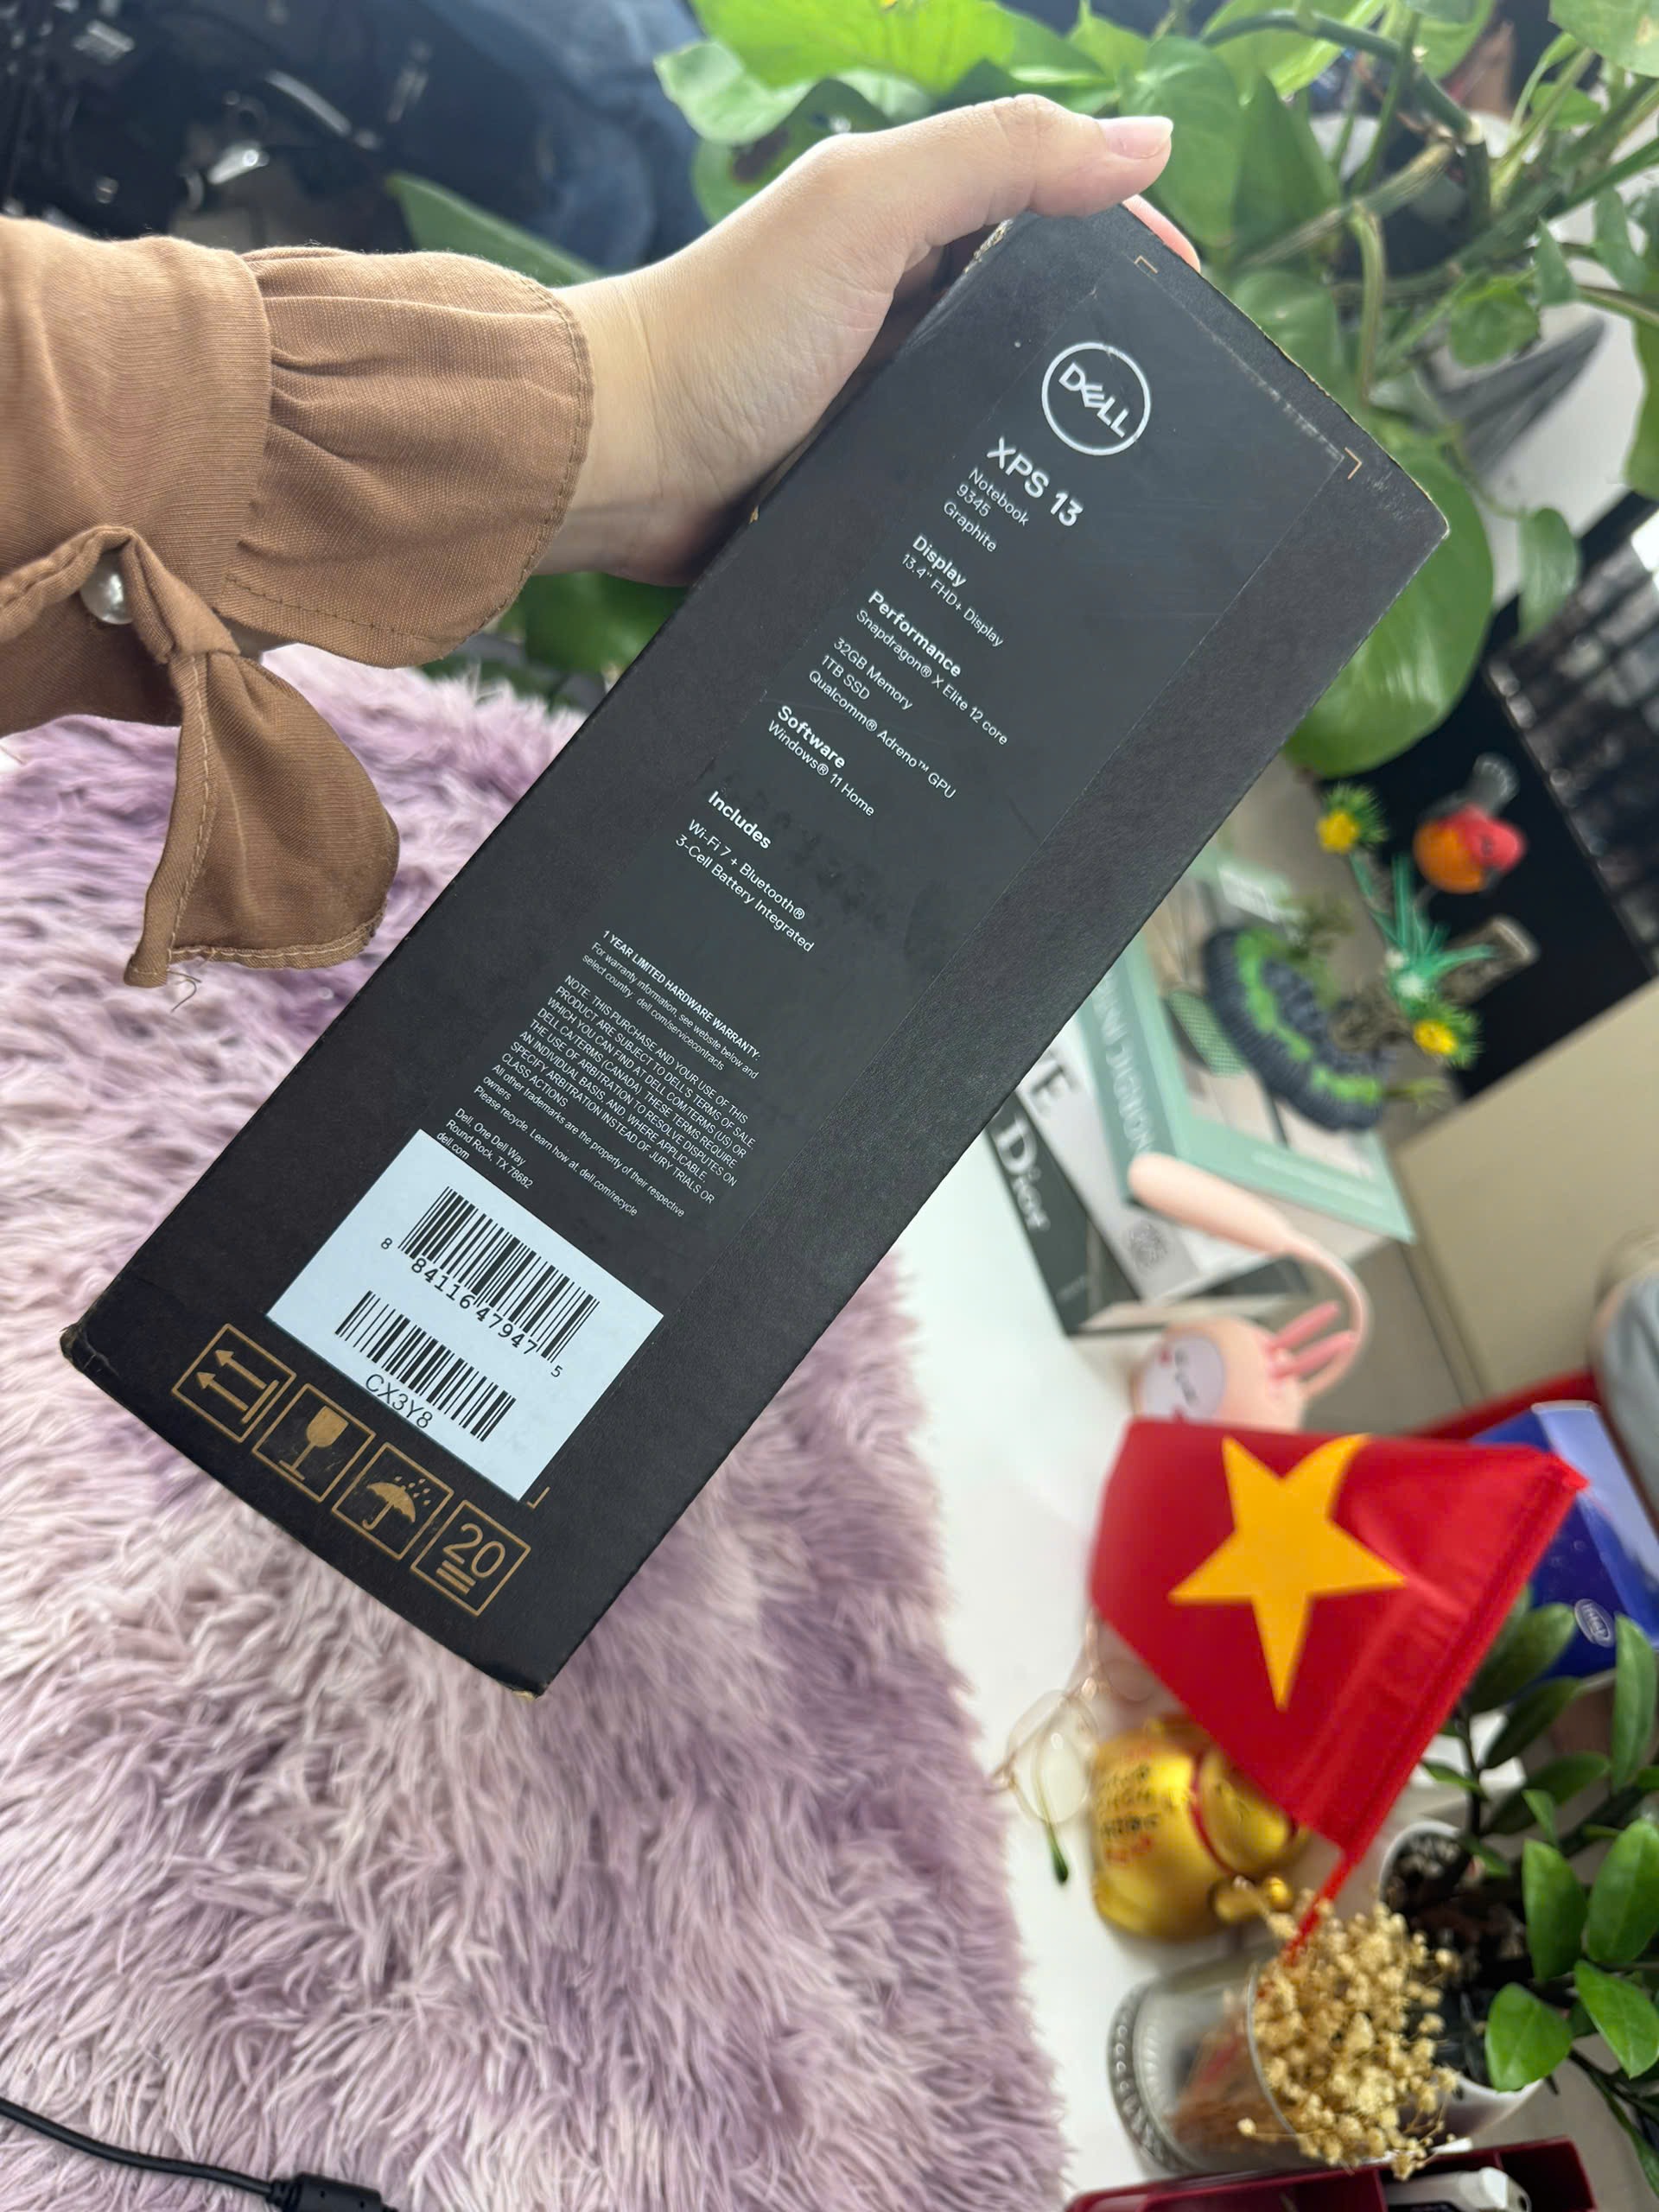 DELL
XPS 13
Notebook
9345
Graphite
Display
13.4" FHD+ Display
Performance
Snapdragon® X Elite 12 core
32GB Memory
1TB SSD
Qualcomm® Adreno™ GPU
Software
Windows® 11 Home
Includes
Wi-Fi 7 + Bluetooth®
3-Cell Battery Integrated
1 YEAR LIMITED HARDWARE WARRANTY:
For warranty information, see website below and
select country: dell.com/servicecontracts
NOTE: THIS PURCHASE AND YOUR USE OF THIS
PRODUCT ARE SUBJECT TO DELL'S TERMS OF SALE
WHICH YOU CAN FIND AT DELL.COM/TERMS (US) OR
DELL.CA/TERMS (CANADA). THESE TERMS REQUIRE
THE USE OF ARBITRATION TO RESOLVE DISPUTES ON
AN INDIVIDUAL BASIS, AND, WHERE APPLICABLE,
SPECIFY ARBITRATION INSTEAD OF JURY TRIALS OR
CLASS ACTIONS
All other trademarks are the property of their respective
owners
Please recycle. Learn how at, dell.com/recycle
Dell, One Dell Way
Round Rock, TX 78682
dell.com
8 84116 47947 5
CX3Y8
20
DIOR
intel